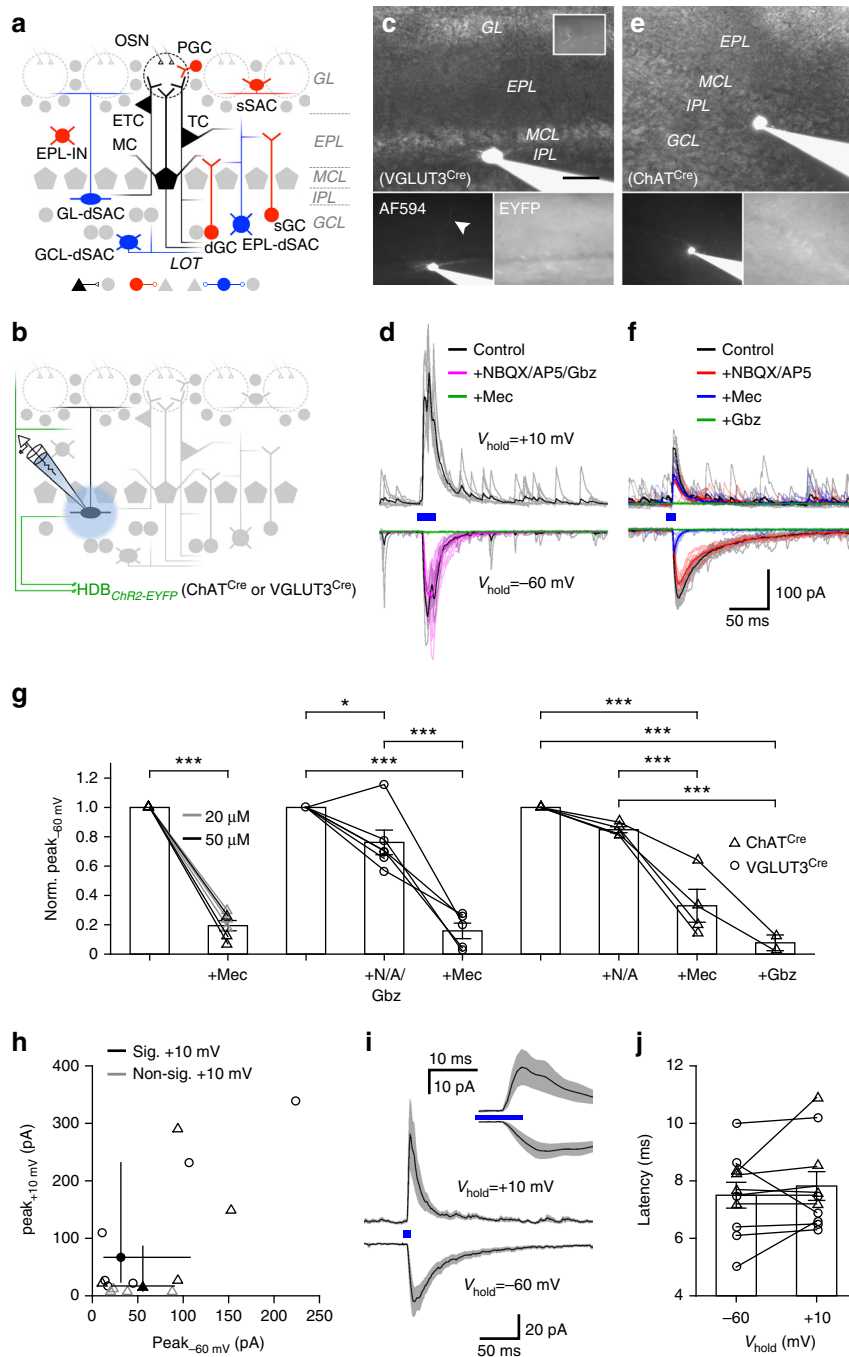 a
OSN
PGC
GL
sSAC
ETC
TC
EPL
EPL-IN
MC
MCL
IPL
GL-dSAC
sGC
GCL
dGC
EPL-dSAC
GCL-dSAC
LOT
b
HDB ChR2-EYFP (ChAT Cre or VGLUT3 Cre)
c
GL
EPL
MCL
IPL
(VGLUT3 Cre)
AF594
EYFP
e
EPL
MCL
IPL
GCL
(ChAT Cre)
d
Control
+NBQX/AP5/Gbz
+Mec
V hold=+10 mV
V hold=−60 mV
f
Control
+NBQX/AP5
+Mec
+Gbz
100 pA
50 ms
g
*
***
***
***
***
***
***
***
Norm. peak −60 mV
1.2
1.0
0.8
0.6
0.4
0.2
0
20 μM
50 μM
ChAT Cre
VGLUT3 Cre
+Mec
+N/A/
Gbz
+Mec
+N/A
+Mec
+Gbz
h
Sig. +10 mV
Non-sig. +10 mV
peak +10 mV (pA)
400
300
200
100
0
0
50
100
150
200
250
Peak −60 mV (pA)
i
10 ms
10 pA
V hold=+10 mV
V hold=−60 mV
20 pA
50 ms
j
Latency (ms)
12
10
8
6
4
−60
+10
V hold (mV)